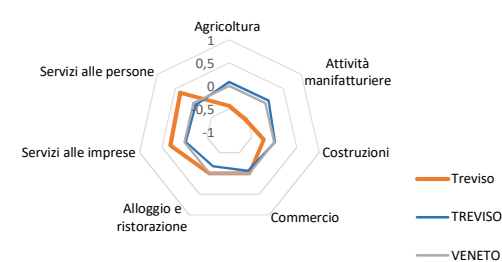 Agricoltura
1
0,5
0
-0,5
-1
Attività
manifatturiere
Costruzioni
Commercio
Alloggio e
ristorazione
Servizi alle imprese
Servizi alle persone
Treviso
TREVISO
VENETO